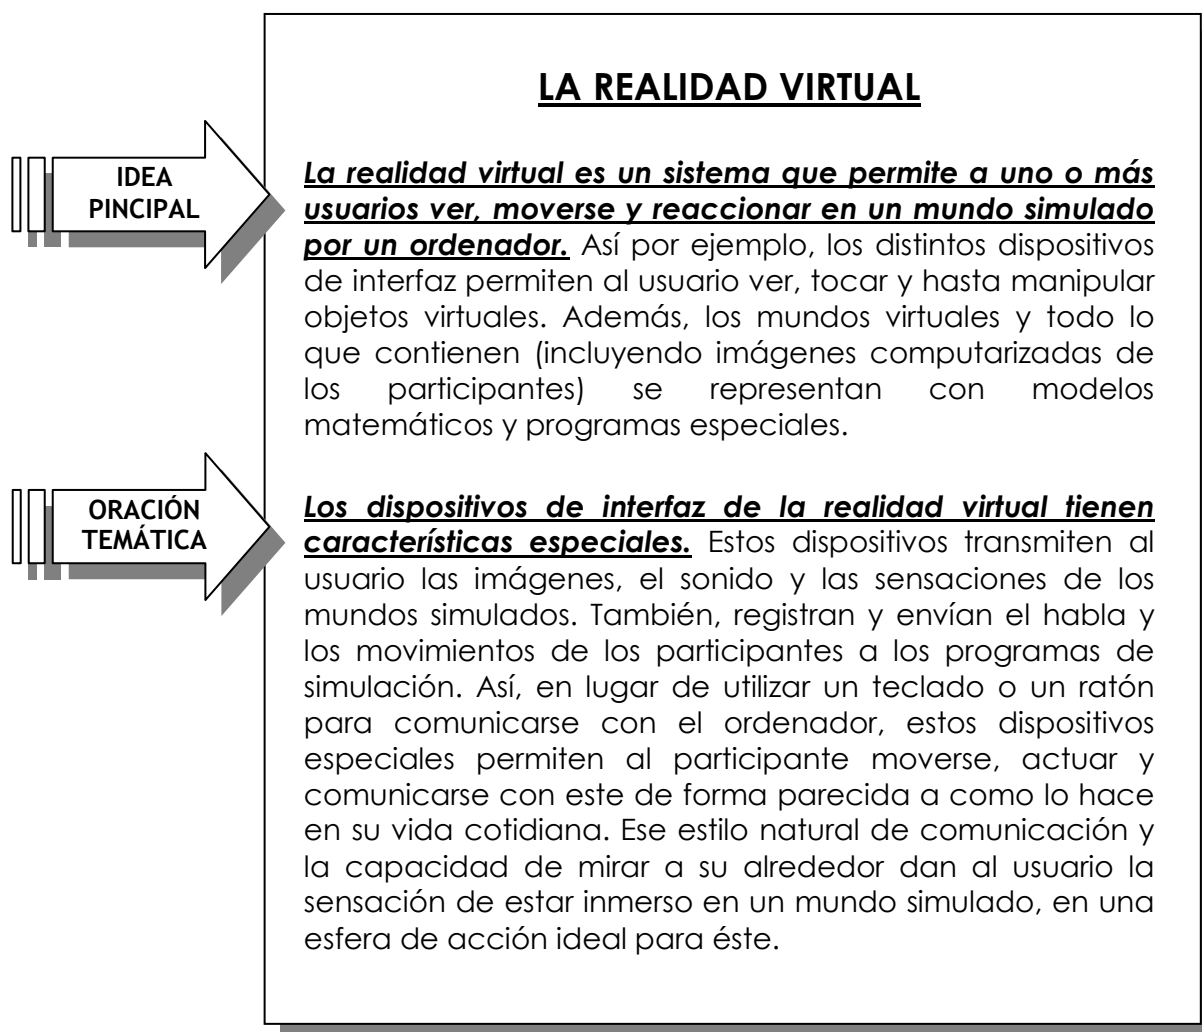 LA REALIDAD VIRTUAL
IDEA
PINCIPAL
La realidad virtual es un sistema que permite a uno o más
usuarios ver, moverse y reaccionar en un mundo simulado
por un ordenador. Así por ejemplo, los distintos dispositivos
de interfaz permiten al usuario ver, tocar y hasta manipular
objetos virtuales. Además, los mundos virtuales y todo lo
que contienen (incluyendo imágenes computarizadas de
los participantes) se representan con modelos
matemáticos y programas especiales.
ORACIÓN
TEMÁTICA
Los dispositivos de interfaz de la realidad virtual tienen
características especiales. Estos dispositivos transmiten al
usuario las imágenes, el sonido y las sensaciones de los
mundos simulados. También, registran y envían el habla y
los movimientos de los participantes a los programas de
simulación. Así, en lugar de utilizar un teclado o un ratón
para comunicarse con el ordenador, estos dispositivos
especiales permiten al participante moverse, actuar y
comunicarse con este de forma parecida a como lo hace
en su vida cotidiana. Ese estilo natural de comunicación y
la capacidad de mirar a su alrededor dan al usuario la
sensación de estar inmerso en un mundo simulado, en una
esfera de acción ideal para éste.